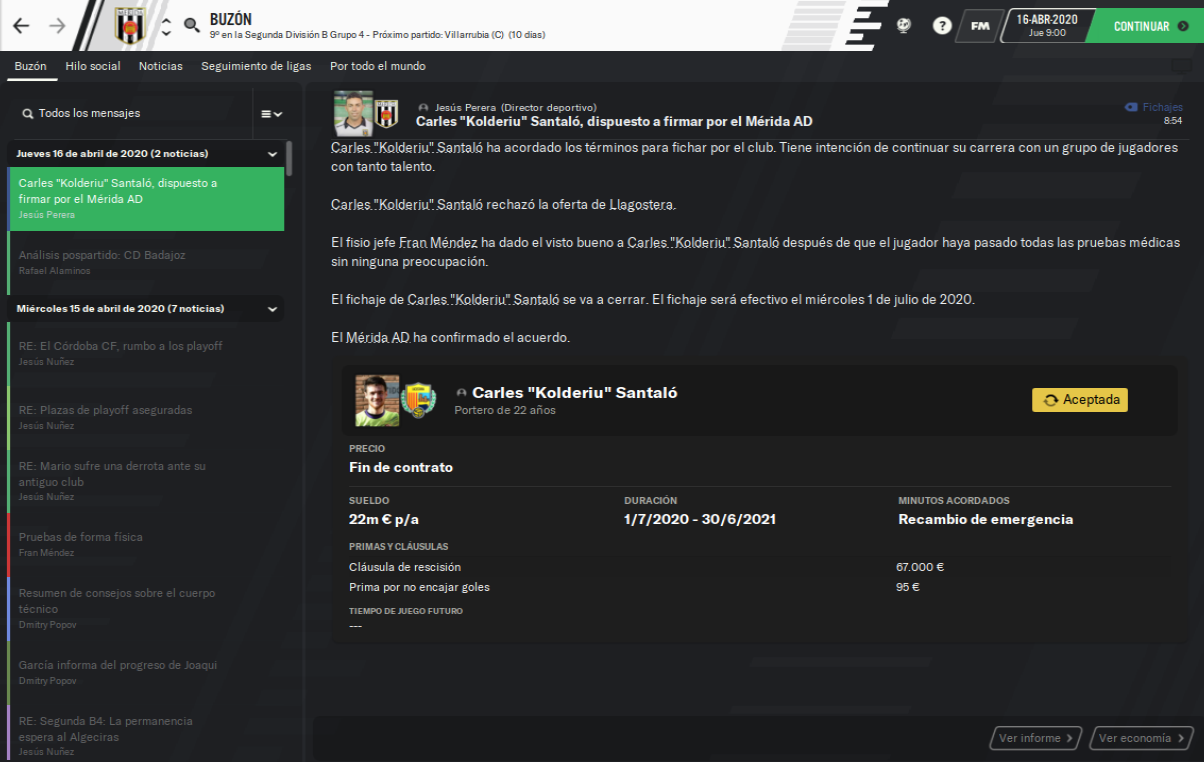 BUZÓN
9º en la Segunda División B Grupo 4 - Próximo partido: Villarrubia (C) (10 días)
?
FM
16-ABR-2020
Jue 9:00
CONTINUAR
Buzón
Hilo social
Noticias
Seguimiento de ligas
Por todo el mundo
Todos los mensajes
Jueves 16 de abril de 2020 (2 noticias)
Carles "Kolderiu" Santaló, dispuesto a
firmar por el Mérida AD
Jesús Perera
Análisis pospartido: CD Badajoz
Rafael Alaminos
Miércoles 15 de abril de 2020 (7 noticias)
RE: El Córdoba CF, rumbo a los playoff
Jesús Nuñez
RE: Plazas de playoff aseguradas
Jesús Nuñez
RE: Mario sufre una derrota ante su
antiguo club
Jesús Nuñez
Pruebas de forma física
Fran Méndez
Resumen de consejos sobre el cuerpo
técnico
Dmitry Popov
García informa del progreso de Joaqui
Dmitry Popov
RE: Segunda B4: La permanencia
espera al Algeciras
Jesús Nuñez
Jesús Perera (Director deportivo)
Carles "Kolderiu" Santaló, dispuesto a firmar por el Mérida AD
Fichajes
8:54
Carles "Kolderiu" Santaló ha acordado los términos para fichar por el club. Tiene intención de continuar su carrera con un grupo de jugadores
con tanto talento.
Carles "Kolderiu" Santaló rechazó la oferta de Llagostera.
El fisio jefe Fran Méndez ha dado el visto bueno a Carles "Kolderiu" Santaló después de que el jugador haya pasado todas las pruebas médicas
sin ninguna preocupación.
El fichaje de Carles "Kolderiu" Santaló se va a cerrar. El fichaje será efectivo el miércoles 1 de julio de 2020.
El Mérida AD ha confirmado el acuerdo.
Carles "Kolderiu" Santaló
Portero de 22 años
Aceptada
PRECIO
Fin de contrato
SUELDO
DURACIÓN
MINUTOS ACORDADOS
22m € p/a
1/7/2020 - 30/6/2021
Recambio de emergencia
PRIMAS Y CLÁUSULAS
Cláusula de rescisión
67.000 €
Prima por no encajar goles
95 €
TIEMPO DE JUEGO FUTURO
---
Ver informe
Ver economía